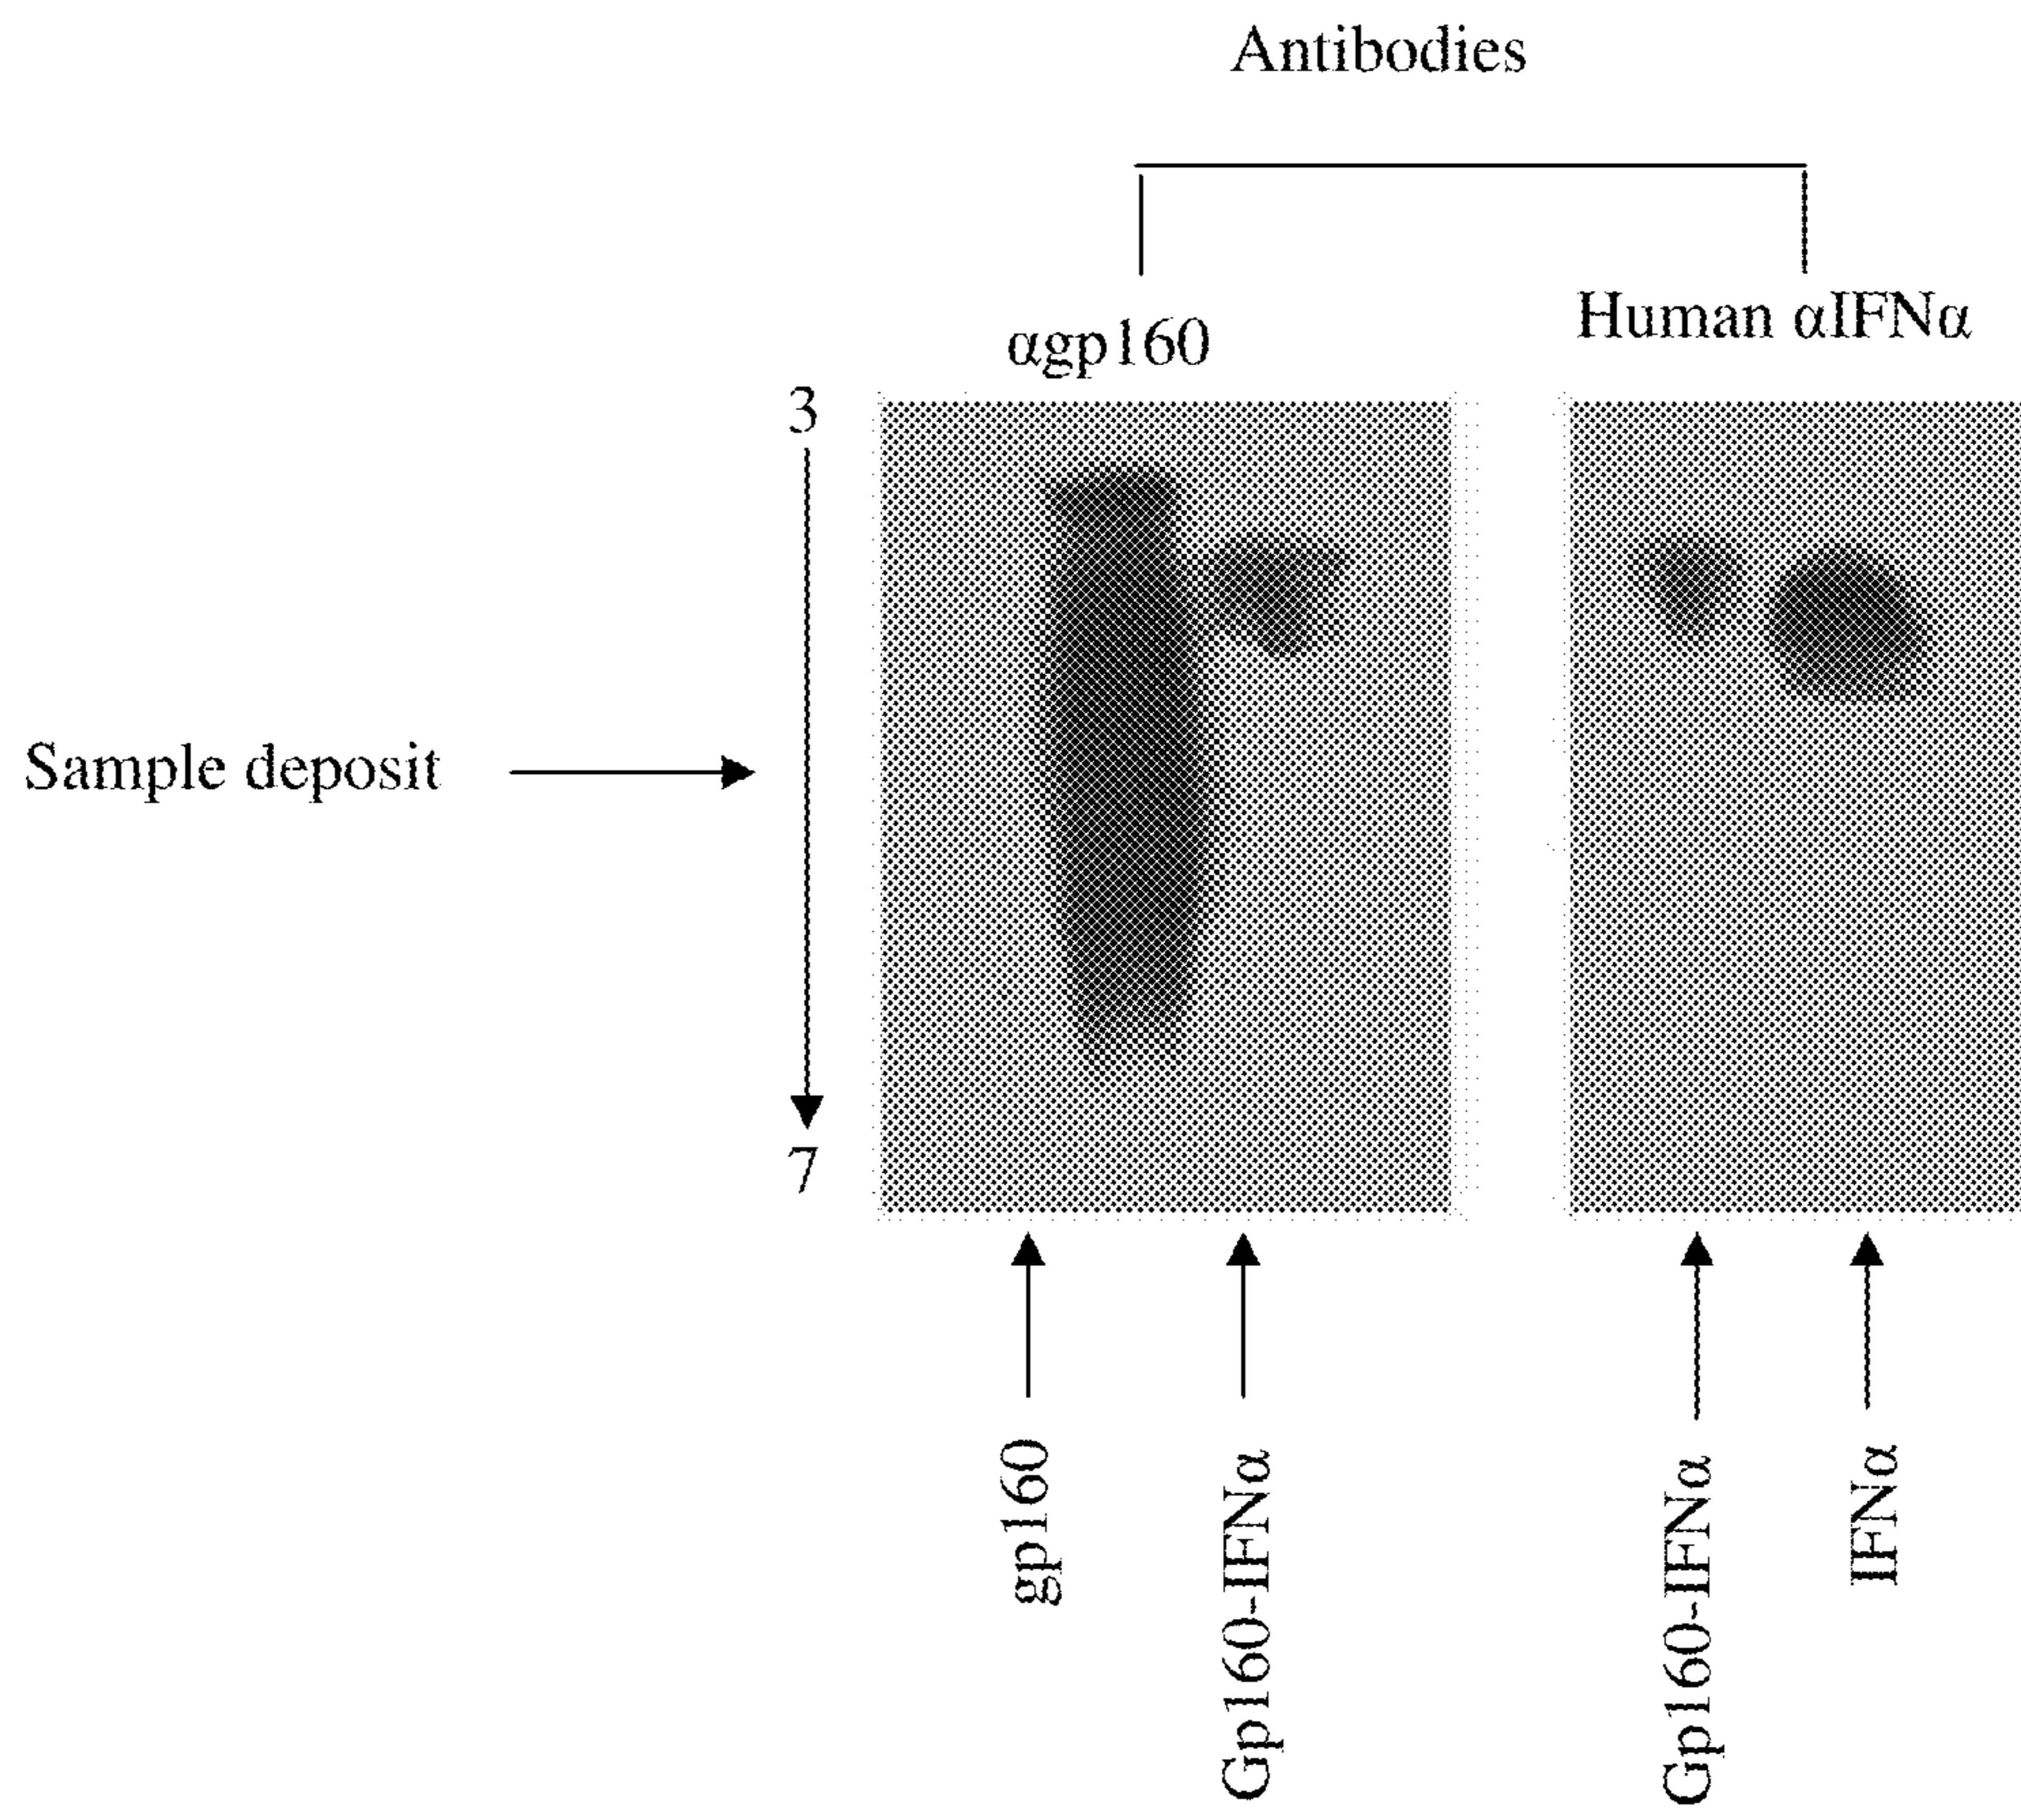 Antibodies
αgp160
Human αIFNα
3
Sample deposit
7
gp160
Gp160-IFNα
Gp160-IFNα
IFNα